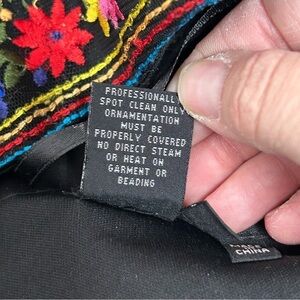 PROFESSIONALLY
SPOT CLEAN ONLY
ORNAMENTATION
MUST BE
PROPERLY COVERED
NO DIRECT STEAM
OR HEAT ON
GARMENT OR
BEADING
MADE
CHINA